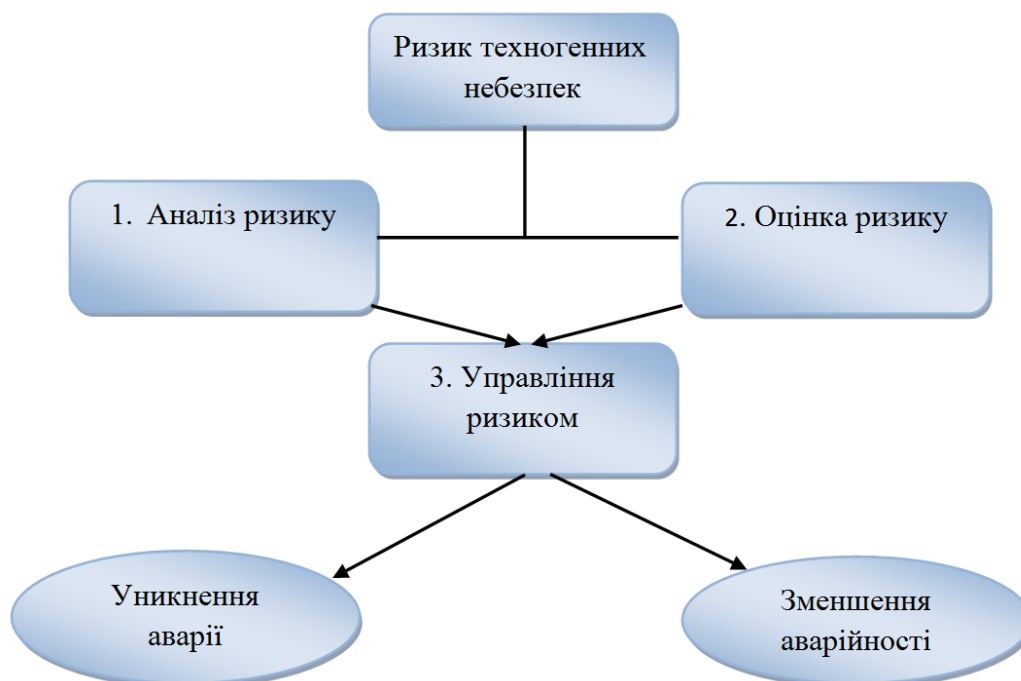 Ризик техногенних
небезпек
1. Аналіз ризику
2. Оцінка ризику
3. Управління
ризиком
Уникнення
аварії
Зменшення
аварійності